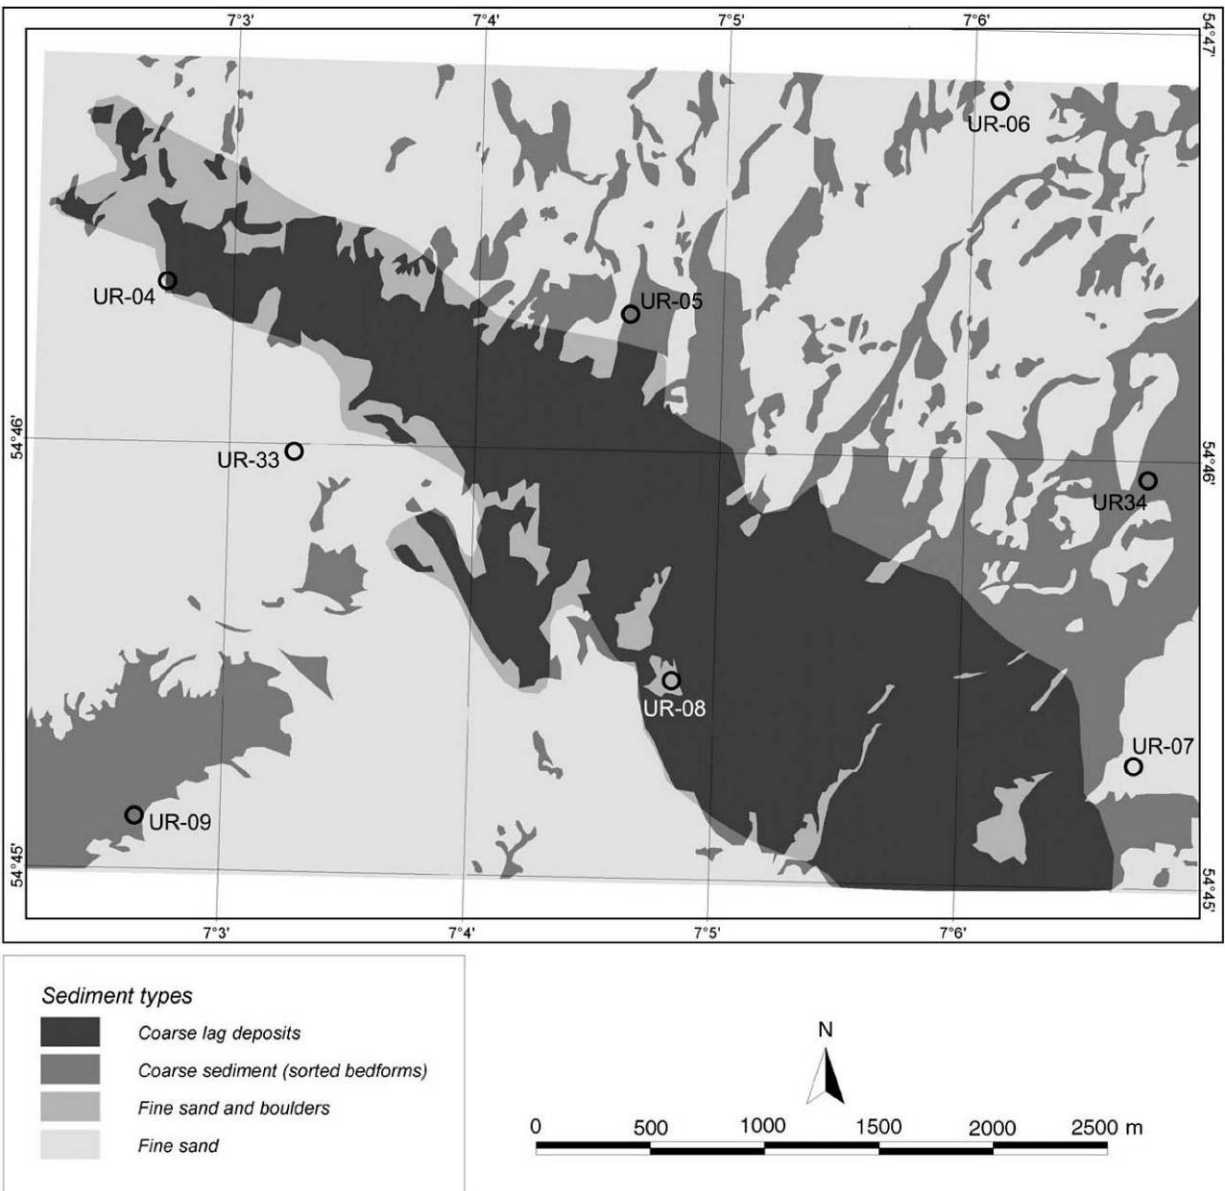 7°3' 7°4' 7°5' 7°6'
54°47'
UR-06
UR-04
UR-05
54°46'
UR-33
54°46'
UR34
UR-08
UR-07
UR-09
54°45'
54°45'
7°3' 7°4' 7°5' 7°6'
Sediment types
Coarse lag deposits
Coarse sediment (sorted bedforms)
Fine sand and boulders
Fine sand
N
0 500 1000 1500 2000 2500 m